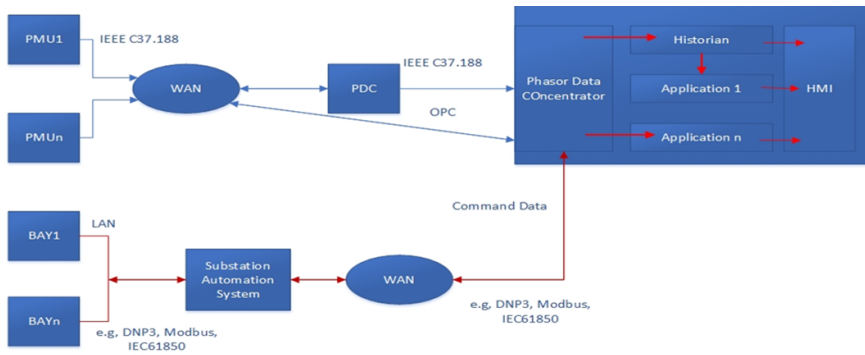 PMU1
IEEE C37.188
PMUn
WAN
PDC
IEEE C37.188
OPC
Phasor Data
COncentrator
Historian
Application 1
Application n
HMI
Command Data
BAY1
LAN
BAYn
e.g, DNP3, Modbus,
IEC61850
Substation
Automation
System
WAN
e.g, DNP3, Modbus,
IEC61850